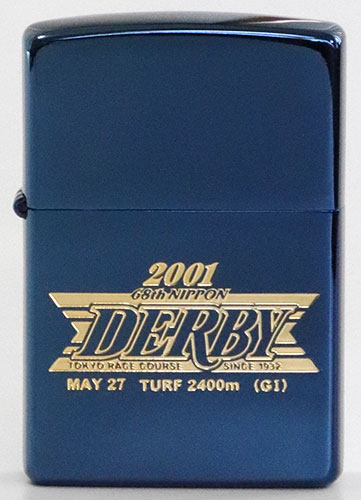 2001
68th NIPPON
DERBY
TOKYO RACE COURSE SINCE 1932
MAY 27 TURF 2400m (G1)